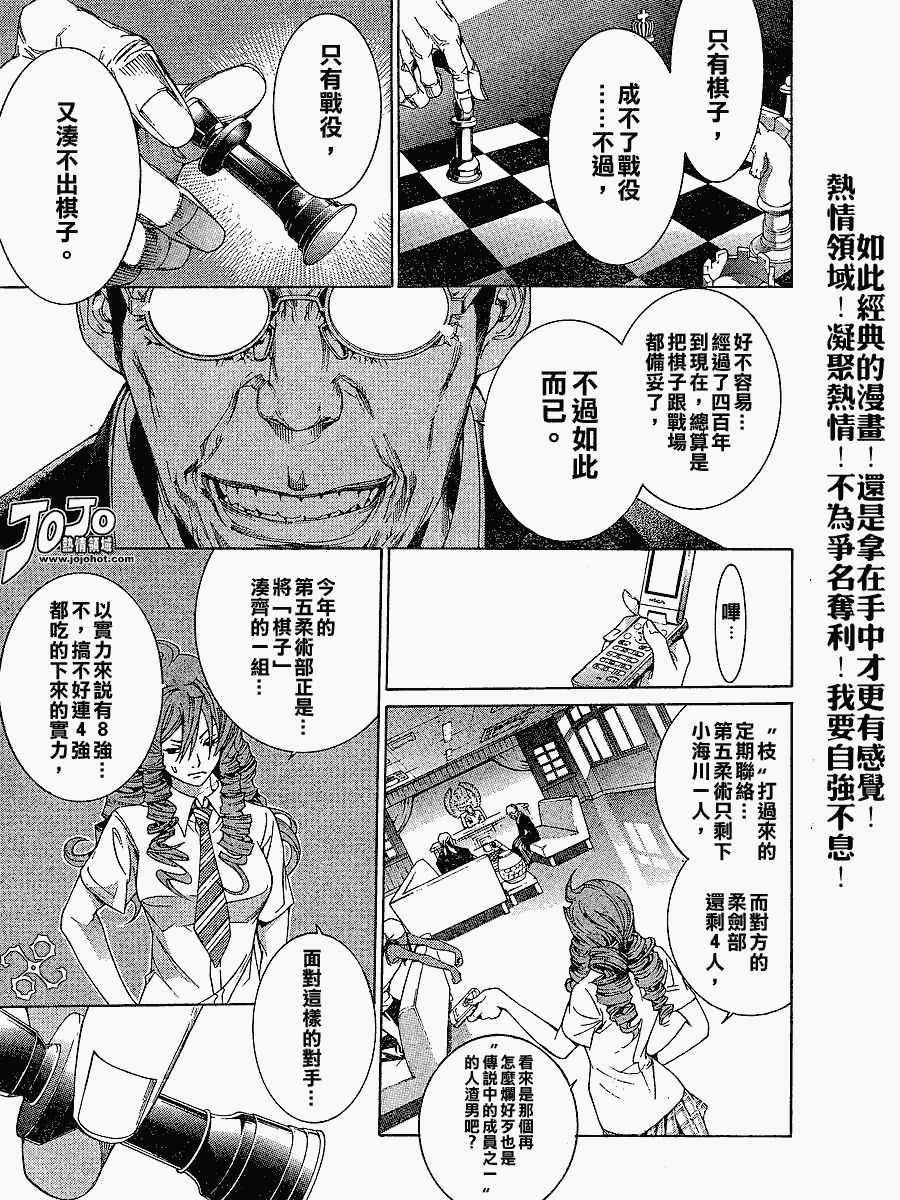 只有棋子，
成不了戰役
……不過，
只有戰役，
又湊不出棋子。
好不容易…
經過了四百年
到現在，總算是
把棋子跟戰場
都備妥了，
不過如此
而已。
嗶…
〝枝〞打過來的
定期聯絡…
第五柔術只剩下
小海川一人，
而對方的
柔劍部
還剩4人，
看來是那個再
怎麼爛好歹也是
〝傳說中的成員之一〞
的人渣男吧？
今年的
第五柔術部正是…
將「棋子」
湊齊的一組…
以實力來說有8強…
不，搞不好連4強
都吃的下來的實力，
面對這樣的對手…
如此經典的漫畫！還是拿在手中才更有感覺！
熱情領域！凝聚熱情！不為爭名奪利！我要自強不息！
JOJO
熱情領域
www.jojohot.com